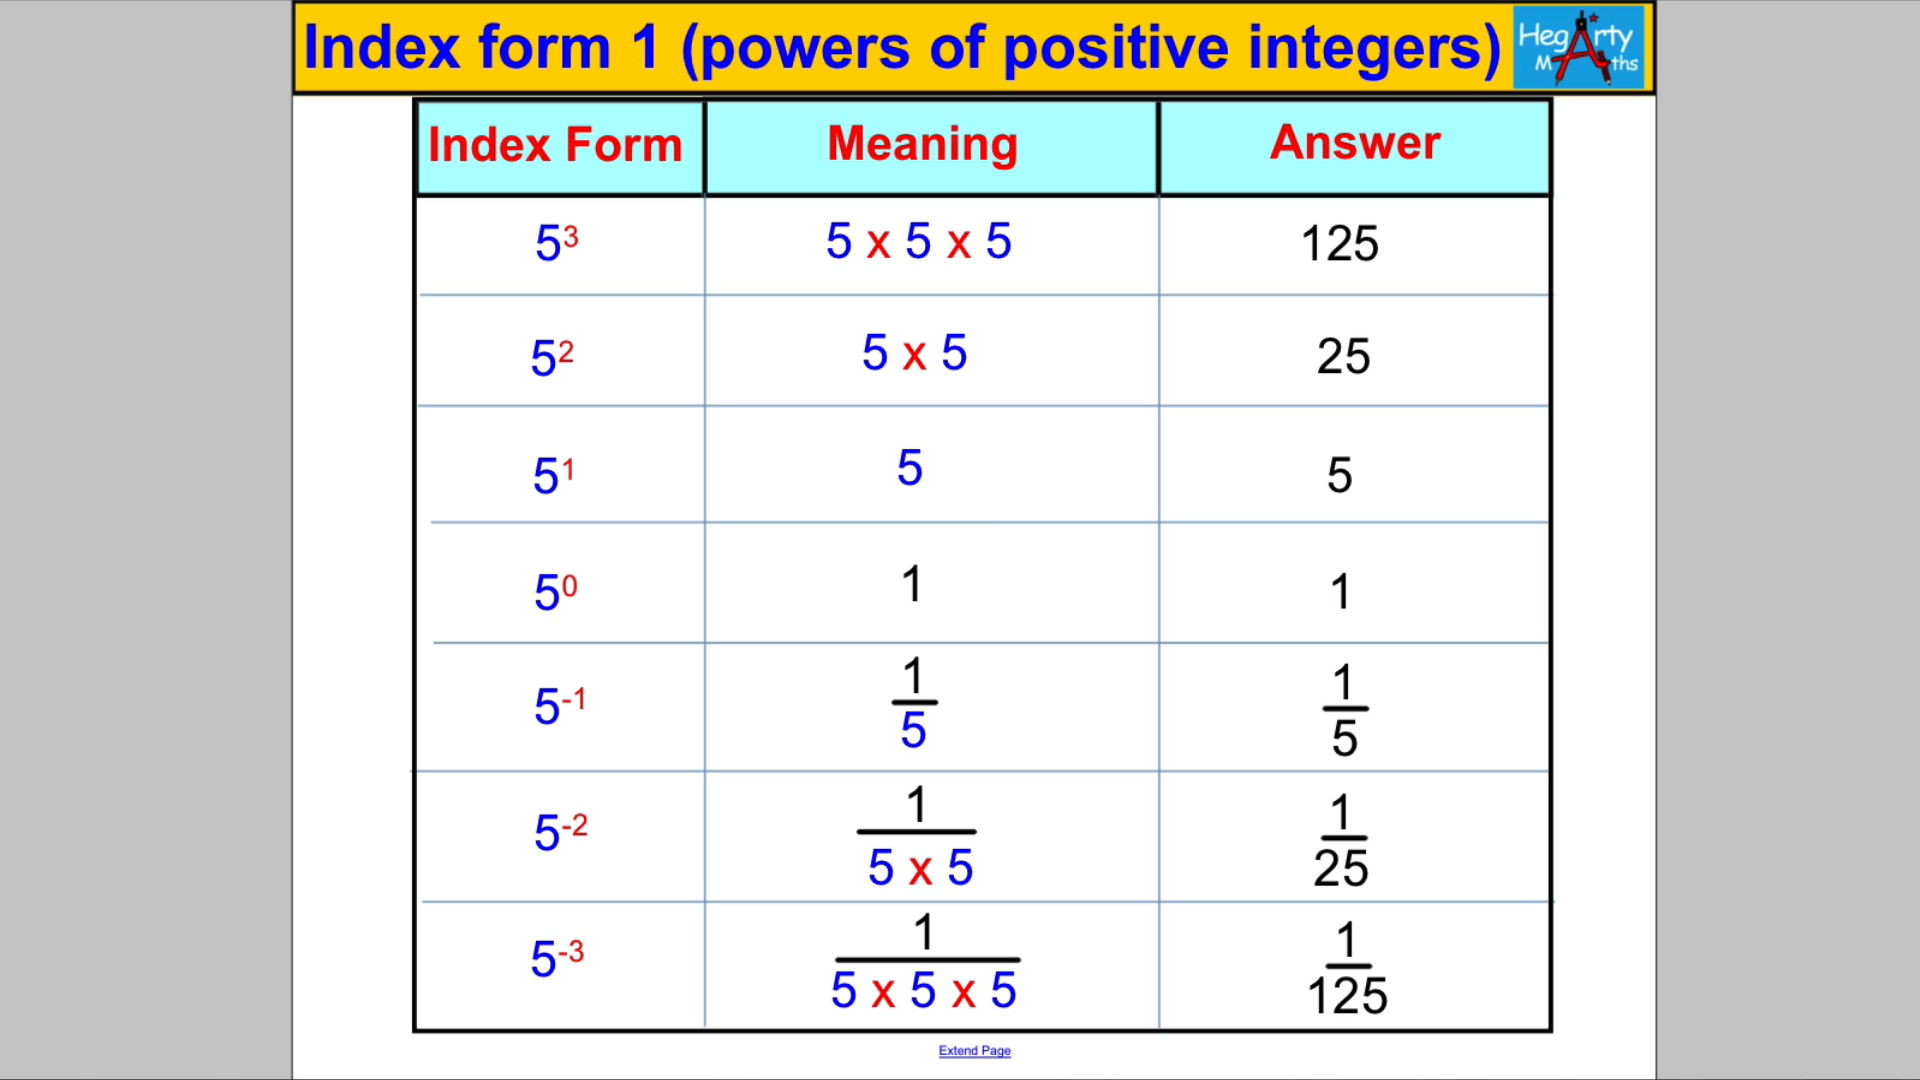 Index form 1 (powers of positive integers)
HegArty
MAths
Index Form Meaning Answer
5³ 5 x 5 x 5 125
5² 5 x 5 25
5¹ 5 5
5⁰ 1 1
5⁻¹ 1/5 1/5
5⁻² 1/(5 x 5) 1/25
5⁻³ 1/(5 x 5 x 5) 1/125
Extend Page